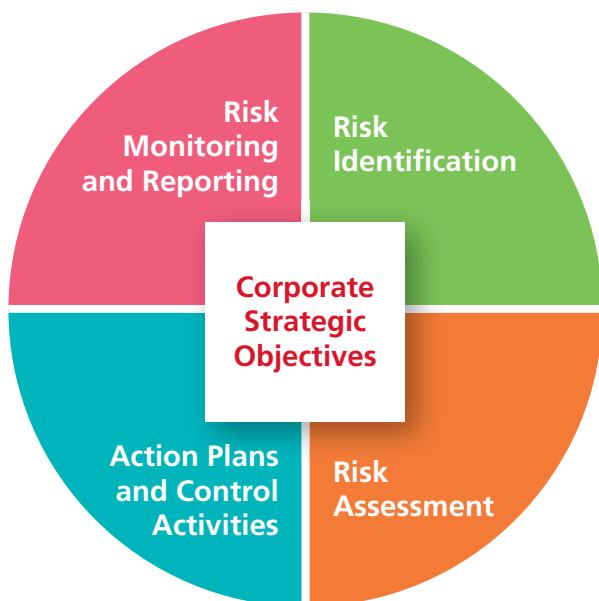 Risk
Monitoring
and Reporting
Risk
Identification
Corporate
Strategic
Objectives
Action Plans
and Control
Activities
Risk
Assessment